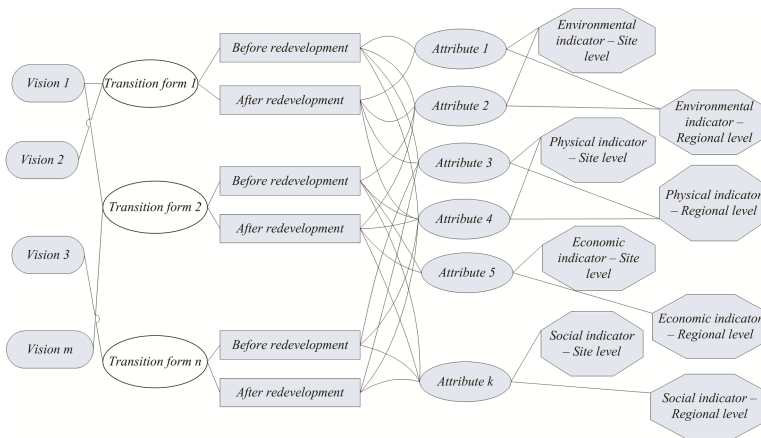 Vision 1
Vision 2
Vision 3
Vision m
Transition form 1
Transition form 2
Transition form n
Before redevelopment
After redevelopment
Before redevelopment
After redevelopment
Before redevelopment
After redevelopment
Attribute 1
Attribute 2
Attribute 3
Attribute 4
Attribute 5
Attribute k
Environmental
indicator – Site
level
Environmental
indicator –
Regional level
Physical indicator
– Site level
Physical indicator
– Regional level
Economic
indicator – Site
level
Economic indicator
– Regional level
Social indicator
– Site level
Social indicator –
Regional level